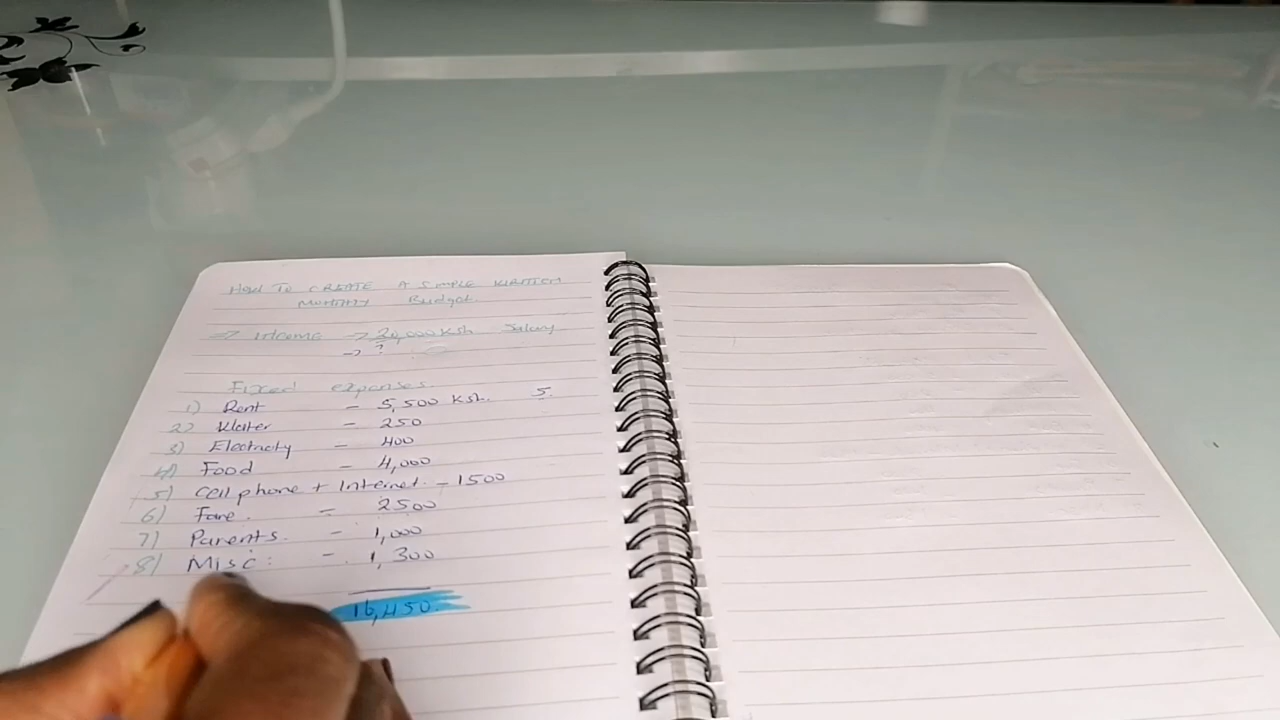 How TO CREATE A SIMPLE WRITTEN
MONTHLY Budget.
=> INCOME -> 20,000 Ksh Salary
-> ?
Fixed expenses.
1) Rent - 5,500 Ksh. 5.
2) Water - 250
3) Electricity - 400
4) Food - 4,000
5) Cell phone + Internet. - 1500
6) Fare. - 2500
7) Parents. - 1,000
8) Misc: - 1,300
16,450.